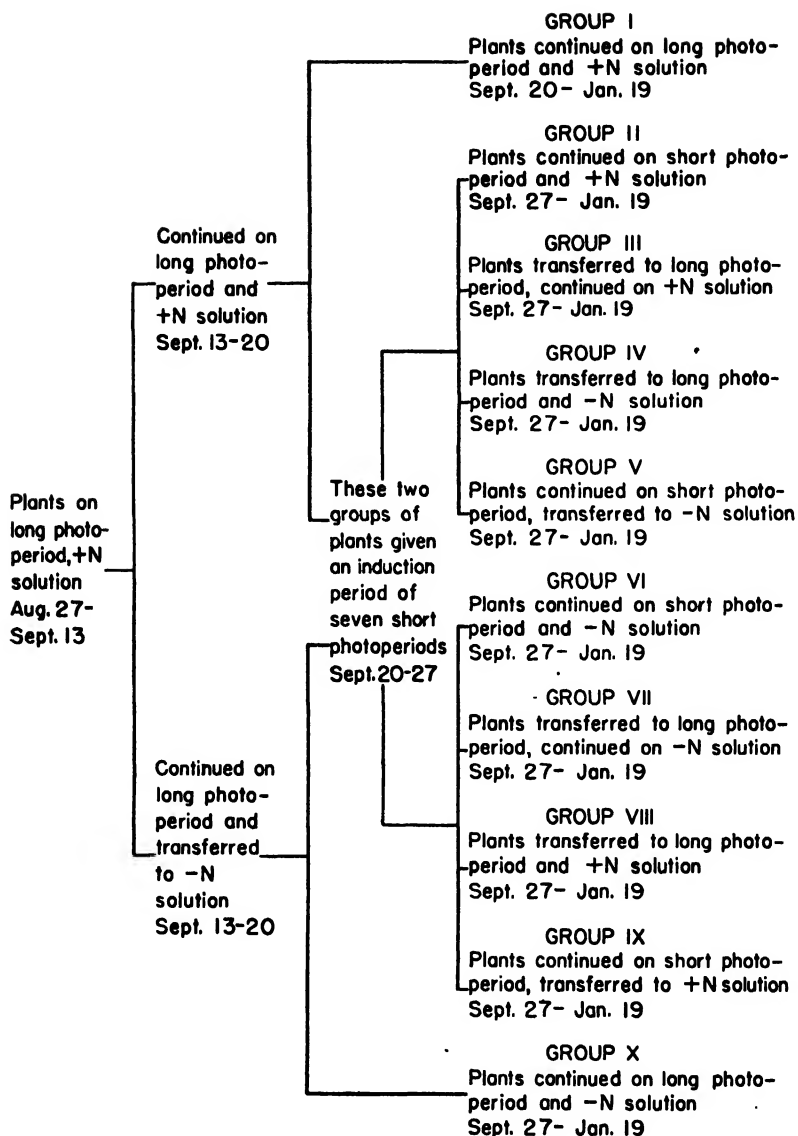 Plants on
long photo-
period,+N
solution
Aug. 27-
Sept. 13
Continued on
long photo-
period and
+N solution
Sept. 13-20
Continued on
long photo-
period and
transferred
to -N
solution
Sept. 13-20
These two
groups of
plants given
an induction
period of
seven short
photoperiods
Sept.20-27
GROUP I
Plants continued on long photo-
period and +N solution
Sept. 20- Jan. 19
GROUP II
Plants continued on short photo-
period and +N solution
Sept. 27- Jan. 19
GROUP III
Plants transferred to long photo-
period, continued on +N solution
Sept. 27- Jan. 19
GROUP IV
Plants transferred to long photo-
period and -N solution
Sept. 27- Jan. 19
GROUP V
Plants continued on short photo-
period, transferred to -N solution
Sept. 27- Jan. 19
GROUP VI
Plants continued on short photo-
period and -N solution
Sept. 27- Jan. 19
GROUP VII
Plants transferred to long photo-
period, continued on -N solution
Sept. 27- Jan. 19
GROUP VIII
Plants transferred to long photo-
period and +N solution
Sept. 27- Jan. 19
GROUP IX
Plants continued on short photo-
period, transferred to +N solution
Sept. 27- Jan. 19
GROUP X
Plants continued on long photo-
period and -N solution
Sept. 27- Jan. 19